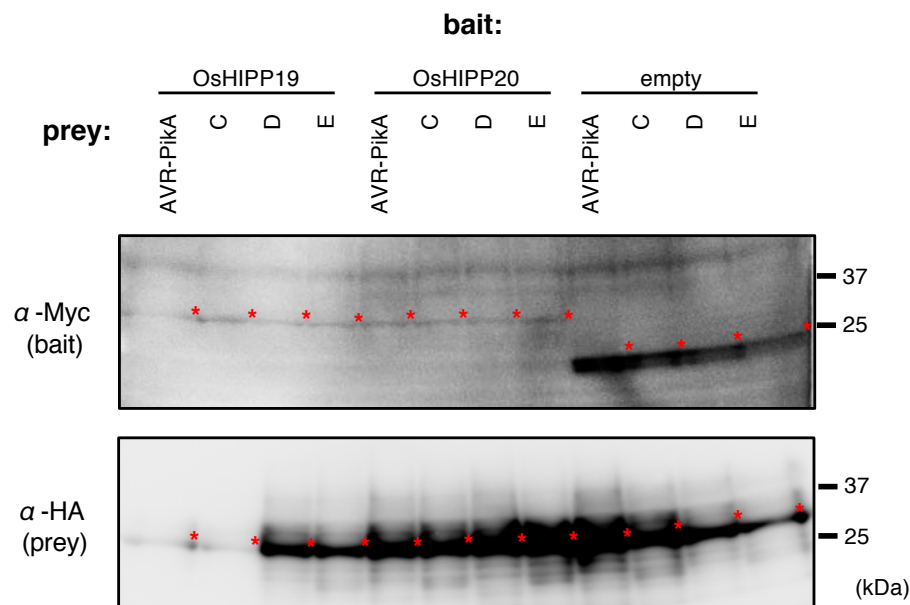 bait:
OsHIPP19 OsHIPP20 empty
prey:
AVR-PikA C D E AVR-PikA C D E AVR-PikA C D E
α-Myc
(bait)
37
25
* * * * * * * * * * * *
α-HA
(prey)
37
25
* * * * * * * * * * * *
(kDa)